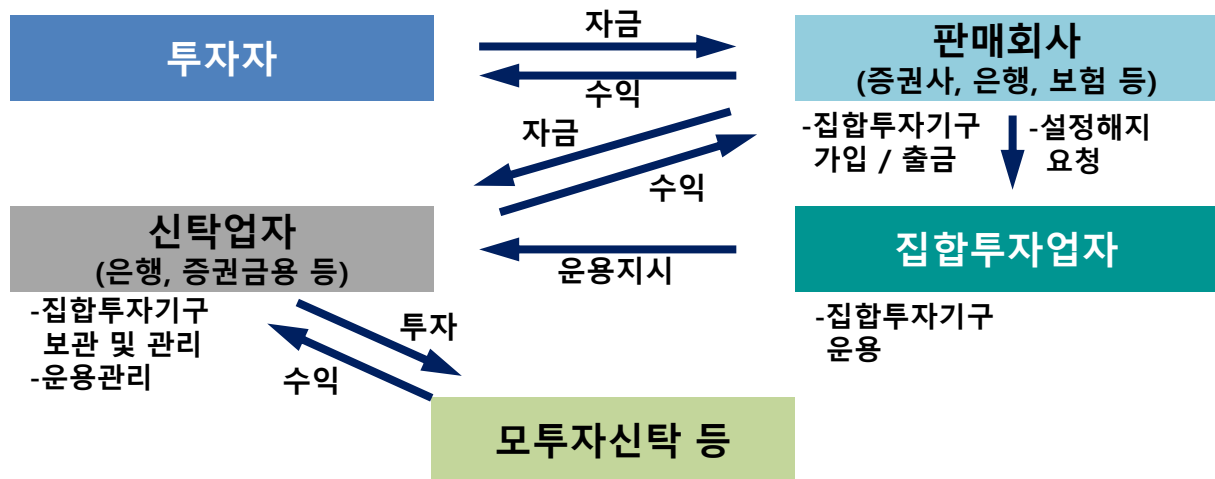 투자자
자금
수익
판매회사
(증권사, 은행, 보험 등)
-집합투자기구
가입 / 출금
-설정해지
요청
자금
수익
신탁업자
(은행, 증권금용 등)
-집합투자기구
보관 및 관리
-운용관리
운용지시
집합투자업자
-집합투자기구
운용
투자
수익
모투자신탁 등